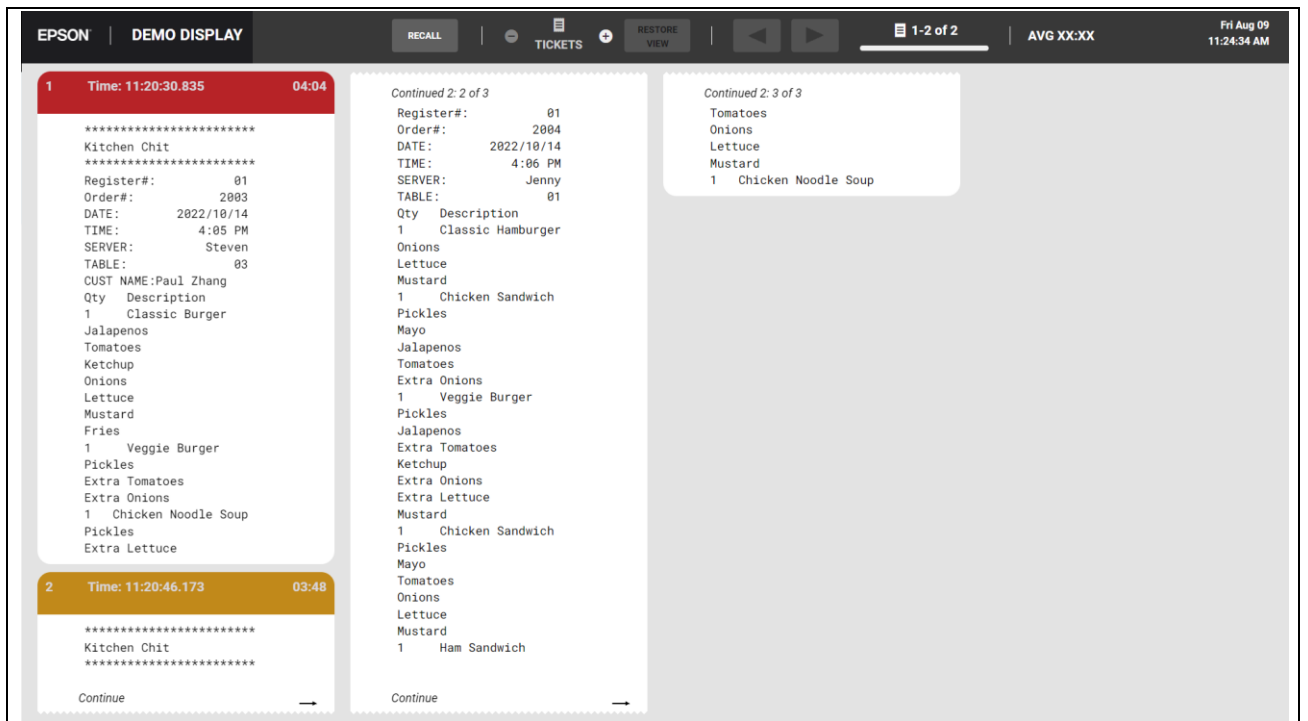 EPSON | DEMO DISPLAY
RECALL
TICKETS
RESTORE VIEW
1-2 of 2
AVG XX:XX
Fri Aug 09
11:24:34 AM
1 Time: 11:20:30.835 04:04
************************
Kitchen Chit
************************
Register#: 01
Order#: 2003
DATE: 2022/10/14
TIME: 4:05 PM
SERVER: Steven
TABLE: 03
CUST NAME:Paul Zhang
Qty Description
1 Classic Burger
Jalapenos
Tomatoes
Ketchup
Onions
Lettuce
Mustard
Fries
1 Veggie Burger
Pickles
Extra Tomatoes
Extra Onions
1 Chicken Noodle Soup
Pickles
Extra Lettuce
2 Time: 11:20:46.173 03:48
************************
Kitchen Chit
************************
Continue →
Continued 2: 2 of 3
Register#: 01
Order#: 2004
DATE: 2022/10/14
TIME: 4:06 PM
SERVER: Jenny
TABLE: 01
Qty Description
1 Classic Hamburger
Onions
Lettuce
Mustard
1 Chicken Sandwich
Pickles
Mayo
Jalapenos
Tomatoes
Extra Onions
1 Veggie Burger
Pickles
Jalapenos
Extra Tomatoes
Ketchup
Extra Onions
Extra Lettuce
Mustard
1 Chicken Sandwich
Pickles
Mayo
Tomatoes
Onions
Lettuce
Mustard
1 Ham Sandwich
Continue →
Continued 2: 3 of 3
Tomatoes
Onions
Lettuce
Mustard
1 Chicken Noodle Soup